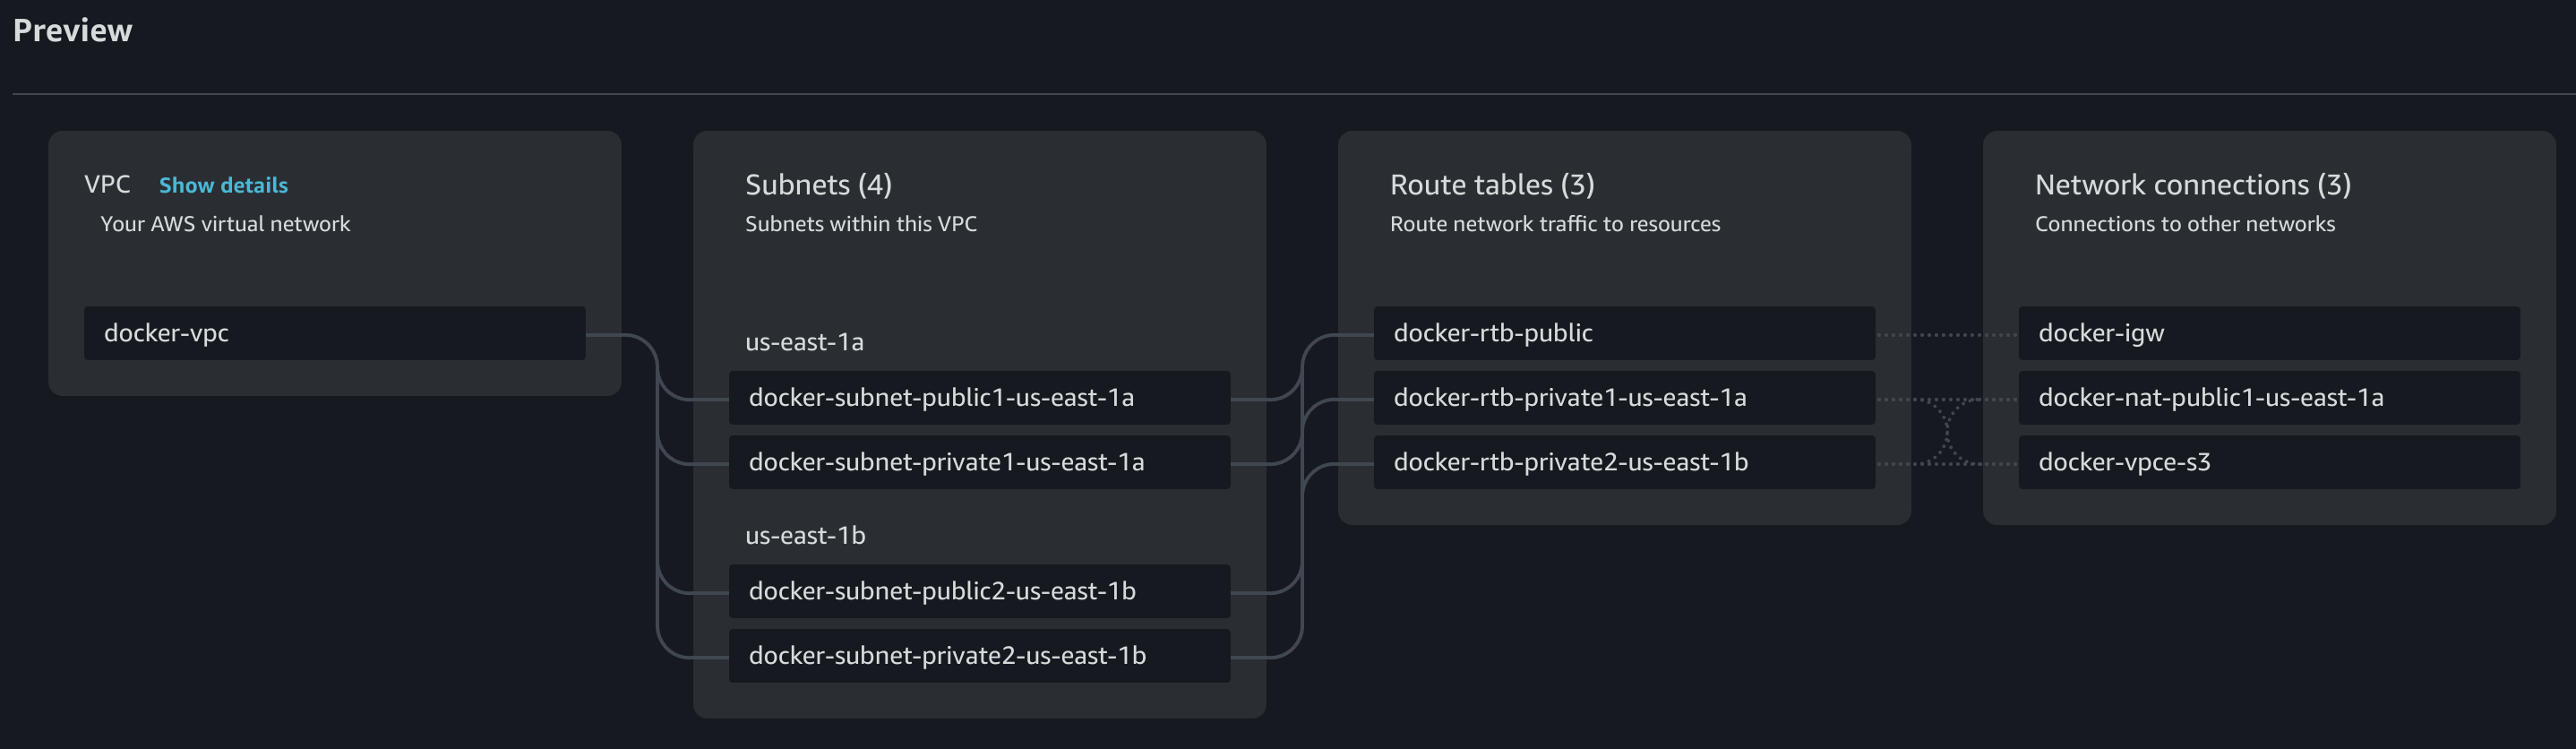 Preview
VPC Show details
Your AWS virtual network
docker-vpc
Subnets (4)
Subnets within this VPC
us-east-1a
docker-subnet-public1-us-east-1a
docker-subnet-private1-us-east-1a
us-east-1b
docker-subnet-public2-us-east-1b
docker-subnet-private2-us-east-1b
Route tables (3)
Route network traffic to resources
docker-rtb-public
docker-rtb-private1-us-east-1a
docker-rtb-private2-us-east-1b
Network connections (3)
Connections to other networks
docker-igw
docker-nat-public1-us-east-1a
docker-vpce-s3